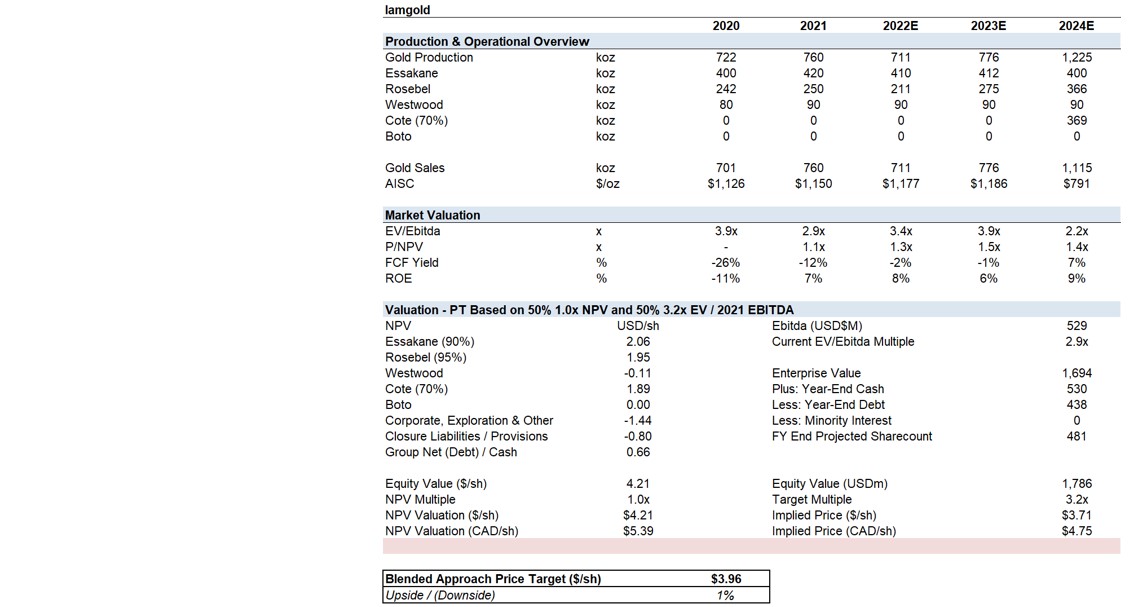 Iamgold
2020 2021 2022E 2023E 2024E
Production & Operational Overview
Gold Production koz 722 760 711 776 1,225
Essakane koz 400 420 410 412 400
Rosebel koz 242 250 211 275 366
Westwood koz 80 90 90 90 90
Cote (70%) koz 0 0 0 0 369
Boto koz 0 0 0 0 0
Gold Sales koz 701 760 711 776 1,115
AISC $/oz $1,126 $1,150 $1,177 $1,186 $791
Market Valuation
EV/Ebitda x 3.9x 2.9x 3.4x 3.9x 2.2x
P/NPV x - 1.1x 1.3x 1.5x 1.4x
FCF Yield % -26% -12% -2% -1% 7%
ROE % -11% 7% 8% 6% 9%
Valuation - PT Based on 50% 1.0x NPV and 50% 3.2x EV / 2021 EBITDA
NPV USD/sh Ebitda (USD$M) 529
Essakane (90%) 2.06 Current EV/Ebitda Multiple 2.9x
Rosebel (95%) 1.95
Westwood -0.11 Enterprise Value 1,694
Cote (70%) 1.89 Plus: Year-End Cash 530
Boto 0.00 Less: Year-End Debt 438
Corporate, Exploration & Other -1.44 Less: Minority Interest 0
Closure Liabilities / Provisions -0.80 FY End Projected Sharecount 481
Group Net (Debt) / Cash 0.66
Equity Value ($/sh) 4.21 Equity Value (USDm) 1,786
NPV Multiple 1.0x Target Multiple 3.2x
NPV Valuation ($/sh) $4.21 Implied Price ($/sh) $3.71
NPV Valuation (CAD/sh) $5.39 Implied Price (CAD/sh) $4.75
Blended Approach Price Target ($/sh) $3.96
Upside / (Downside) 1%